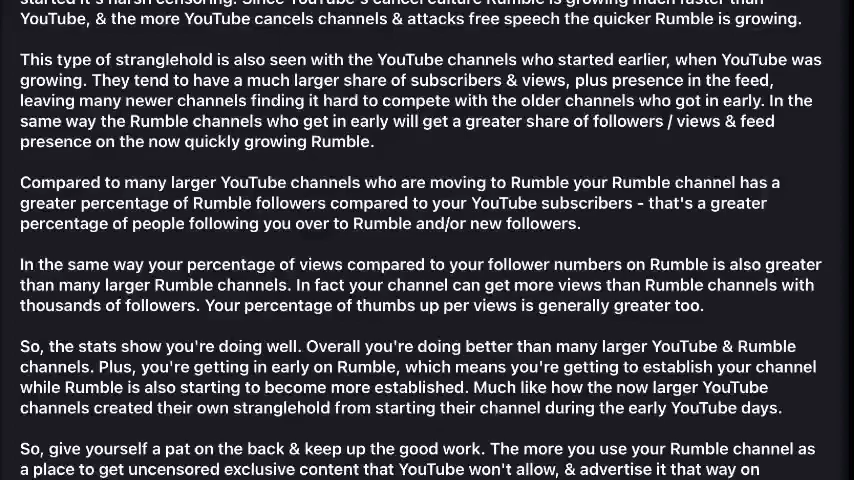 started it's harsh censoring. Since YouTube's cancel culture Rumble is growing much faster than
YouTube, & the more YouTube cancels channels & attacks free speech the quicker Rumble is growing.
This type of stranglehold is also seen with the YouTube channels who started earlier, when YouTube was
growing. They tend to have a much larger share of subscribers & views, plus presence in the feed,
leaving many newer channels finding it hard to compete with the older channels who got in early. In the
same way the Rumble channels who get in early will get a greater share of followers / views & feed
presence on the now quickly growing Rumble.
Compared to many larger YouTube channels who are moving to Rumble your Rumble channel has a
greater percentage of Rumble followers compared to your YouTube subscribers - that's a greater
percentage of people following you over to Rumble and/or new followers.
In the same way your percentage of views compared to your follower numbers on Rumble is also greater
than many larger Rumble channels. In fact your channel can get more views than Rumble channels with
thousands of followers. Your percentage of thumbs up per views is generally greater too.
So, the stats show you're doing well. Overall you're doing better than many larger YouTube & Rumble
channels. Plus, you're getting in early on Rumble, which means you're getting to establish your channel
while Rumble is also starting to become more established. Much like how the now larger YouTube
channels created their own stranglehold from starting their channel during the early YouTube days.
So, give yourself a pat on the back & keep up the good work. The more you use your Rumble channel as
a place to get uncensored exclusive content that YouTube won't allow, & advertise it that way on